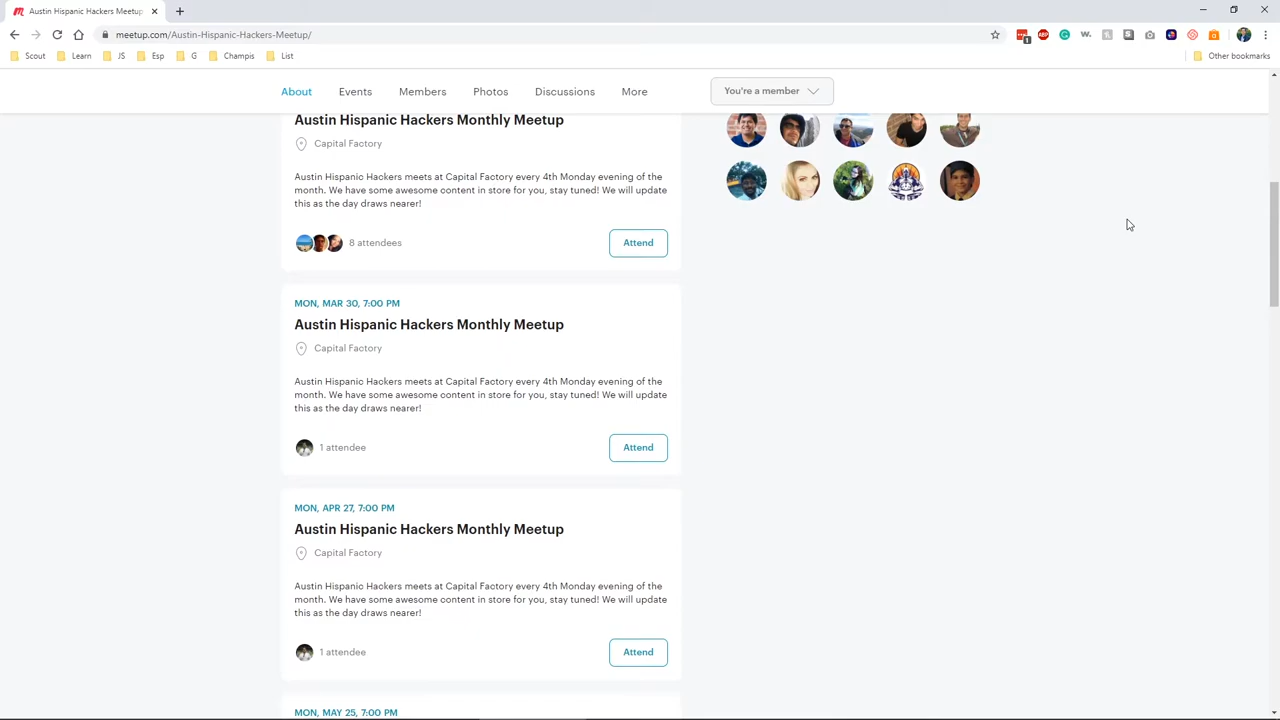 Austin Hispanic Hackers Meetup
meetup.com/Austin-Hispanic-Hackers-Meetup/
1
ABP
Scout Learn JS Esp G Champis List Other bookmarks
About Events Members Photos Discussions More You're a member
Austin Hispanic Hackers Monthly Meetup
Capital Factory
Austin Hispanic Hackers meets at Capital Factory every 4th Monday evening of the
month. We have some awesome content in store for you, stay tuned! We will update
this as the day draws nearer!
8 attendees Attend
MON, MAR 30, 7:00 PM
Austin Hispanic Hackers Monthly Meetup
Capital Factory
Austin Hispanic Hackers meets at Capital Factory every 4th Monday evening of the
month. We have some awesome content in store for you, stay tuned! We will update
this as the day draws nearer!
1 attendee Attend
MON, APR 27, 7:00 PM
Austin Hispanic Hackers Monthly Meetup
Capital Factory
Austin Hispanic Hackers meets at Capital Factory every 4th Monday evening of the
month. We have some awesome content in store for you, stay tuned! We will update
this as the day draws nearer!
1 attendee Attend
MON, MAY 25, 7:00 PM